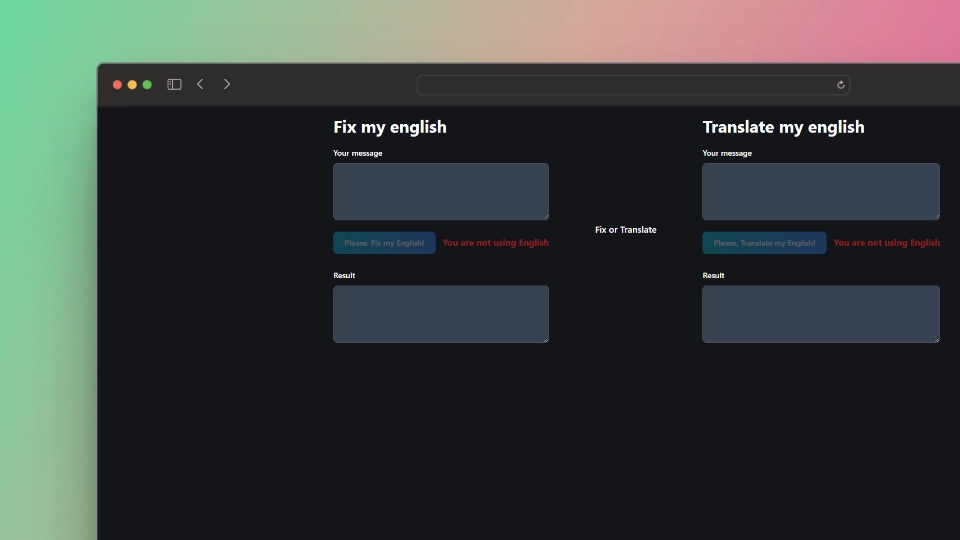 Fix my english
Your message
Please, Fix my English!
You are not using English
Result
Fix or Translate
Translate my english
Your message
Please, Translate my English!
You are not using English
Result